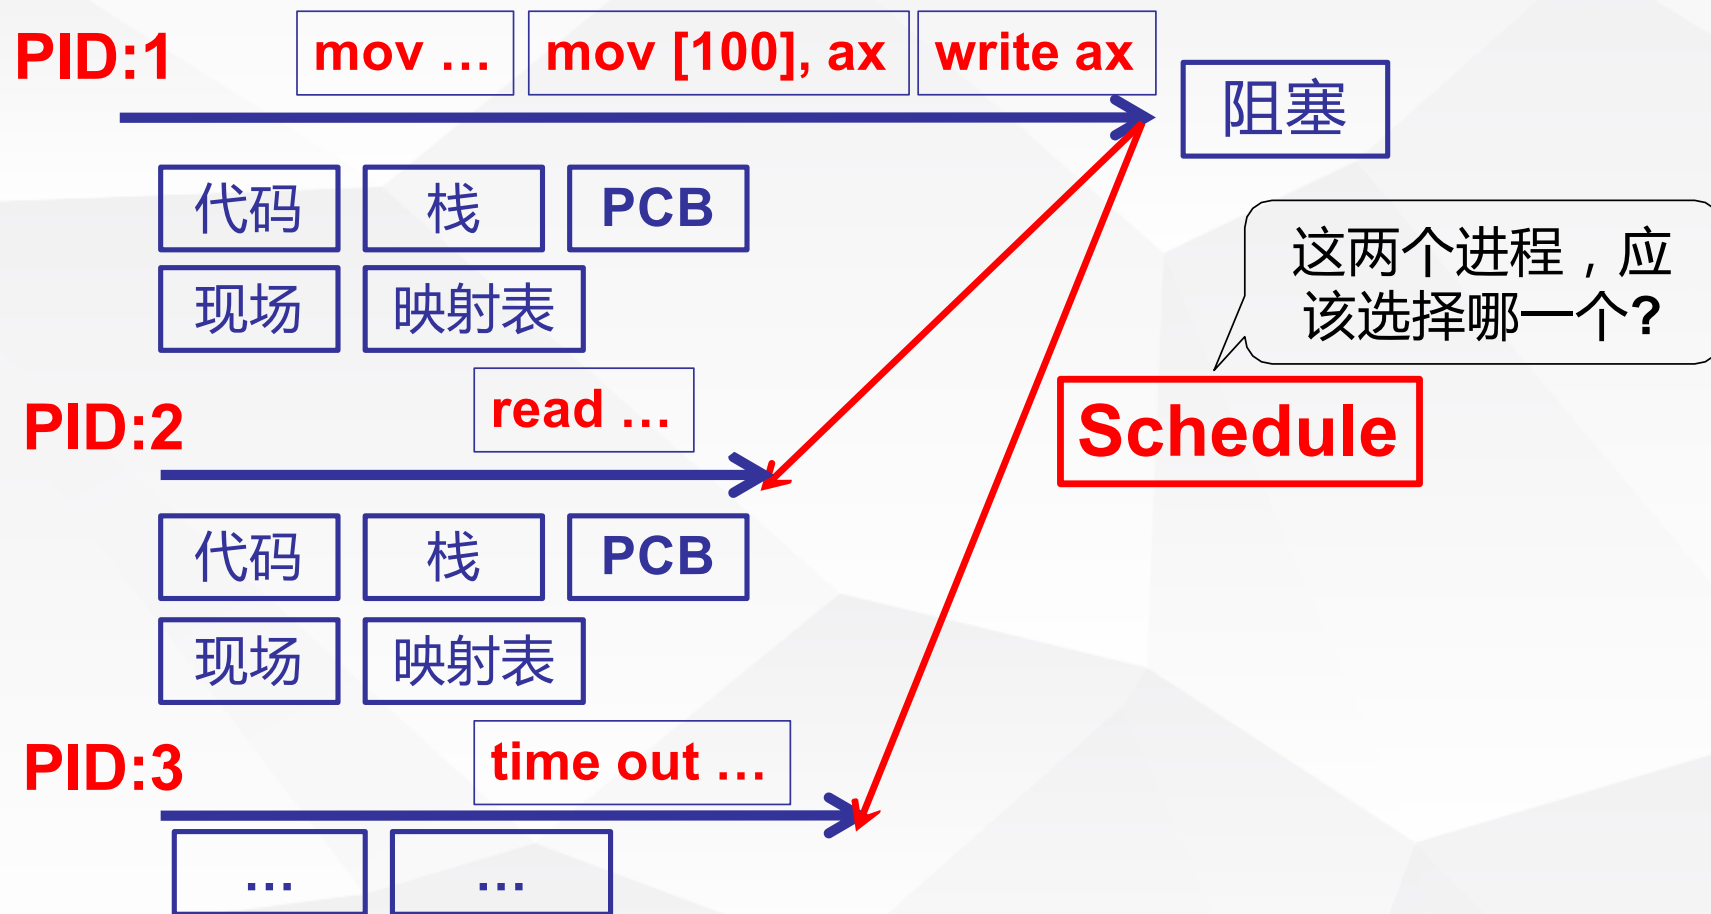 PID:1
mov …
mov [100], ax
write ax
阻塞
代码
栈
PCB
现场
映射表
这两个进程，应
该选择哪一个?
Schedule
PID:2
read …
代码
栈
PCB
现场
映射表
PID:3
time out …
…
…